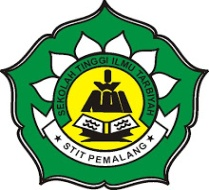 SEKOLAH TINGGI ILMU TARBIYAH
STIT PEMALANG